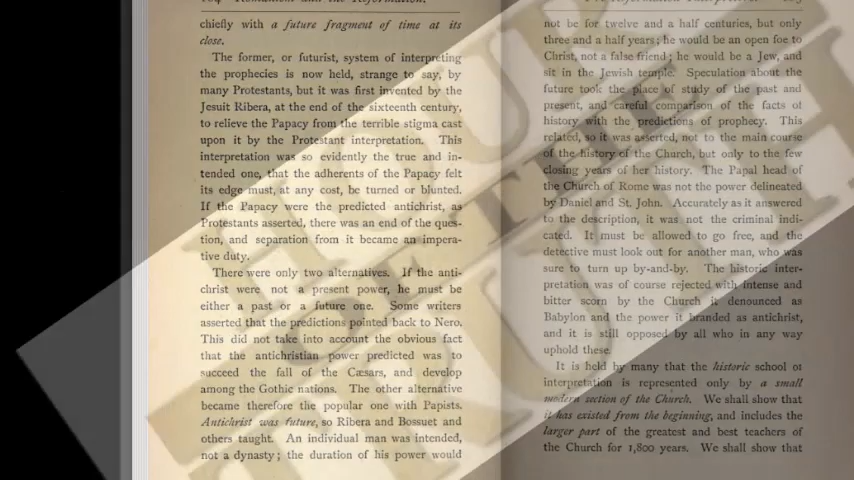 chiefly with a future fragment of time at its
close.
The former, or futurist, system of interpreting
the prophecies is now held, strange to say, by
many Protestants, but it was first invented by the
Jesuit Ribera, at the end of the sixteenth century,
to relieve the Papacy from the terrible stigma cast
upon it by the Protestant interpretation. This
interpretation was so evidently the true and in-
tended one, that the adherents of the Papacy felt
its edge must, at any cost, be turned or blunted.
If the Papacy were the predicted antichrist, as
Protestants asserted, there was an end of the ques-
tion, and separation from it became an impera-
tive duty.
There were only two alternatives. If the anti-
christ were not a present power, he must be
either a past or a future one. Some writers
asserted that the predictions pointed back to Nero.
This did not take into account the obvious fact
that the antichristian power predicted was to
succeed the fall of the Cæsars, and develop
among the Gothic nations. The other alternative
became therefore the popular one with Papists.
Antichrist was future, so Ribera and Bossuet and
others taught. An individual man was intended,
not a dynasty; the duration of his power would
not be for twelve and a half centuries, but only
three and a half years; he would be an open foe to
Christ, not a false friend; he would be a Jew, and
sit in the Jewish temple. Speculation about the
future took the place of study of the past and
present, and careful comparison of the facts of
history with the predictions of prophecy. This
related, so it was asserted, not to the main course
of the history of the Church, but only to the few
closing years of her history. The Papal head of
the Church of Rome was not the power delineated
by Daniel and St. John. Accurately as it answered
to the description, it was not the criminal indi-
cated. It must be allowed to go free, and the
detective must look out for another man, who was
sure to turn up by-and-by. The historic inter-
pretation was of course rejected with intense and
bitter scorn by the Church it denounced as
Babylon and the power it branded as antichrist,
and it is still opposed by all who in any way
uphold these.
It is held by many that the historic school of
interpretation is represented only by a small
modern section of the Church. We shall show that
it has existed from the beginning, and includes the
larger part of the greatest and best teachers of
the Church for 1,800 years. We shall show that
HOUR
OF THE
TRUTH